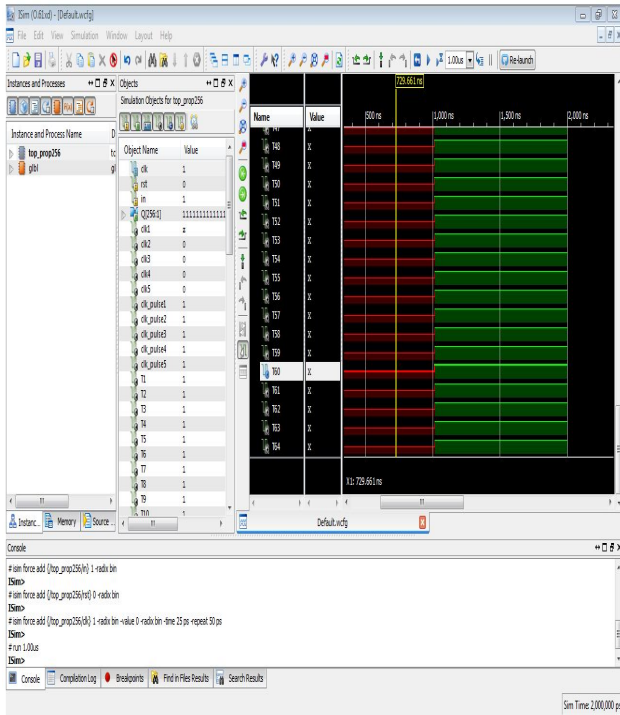 ISim (O.61xd) - [Default.wcfg]
File Edit View Simulation Window Layout Help
1.00us
Re-launch
Instances and Processes
Instance and Process Name
D
top_prop256
to
glbl
gl
Objects
Simulation Objects for top_prop256
Object Name Value
clk 1
rst 0
in 1
Q[256:1] 1111111111111
clk1 z
clk2 0
clk3 0
clk4 0
clk5 0
clk_pulse1 1
clk_pulse2 1
clk_pulse3 1
clk_pulse4 1
clk_pulse5 1
T1 1
T2 1
T3 1
T4 1
T5 1
T6 1
T7 1
T8 1
T9 1
T10 1
Name Value
729.661 ns
500 ns 1,000 ns 1,500 ns 2,000 ns
T47 X
T48 X
T49 X
T50 X
T51 X
T52 X
T53 X
T54 X
T55 X
T56 X
T57 X
T58 X
T59 X
T60 X
T61 X
T62 X
T63 X
T64 X
X1: 729.661 ns
Instanc... Memory Source ...
Default.wcfg
Console
# isim force add {/top_prop256/in} 1 -radix bin
ISim>
# isim force add {/top_prop256/rst} 0 -radix bin
ISim>
# isim force add {/top_prop256/clk} 1 -radix bin -value 0 -radix bin -time 25 ps -repeat 50 ps
ISim>
# run 1.00us
ISim>
Console Compilation Log Breakpoints Find in Files Results Search Results
Sim Time: 2,000,000 ps